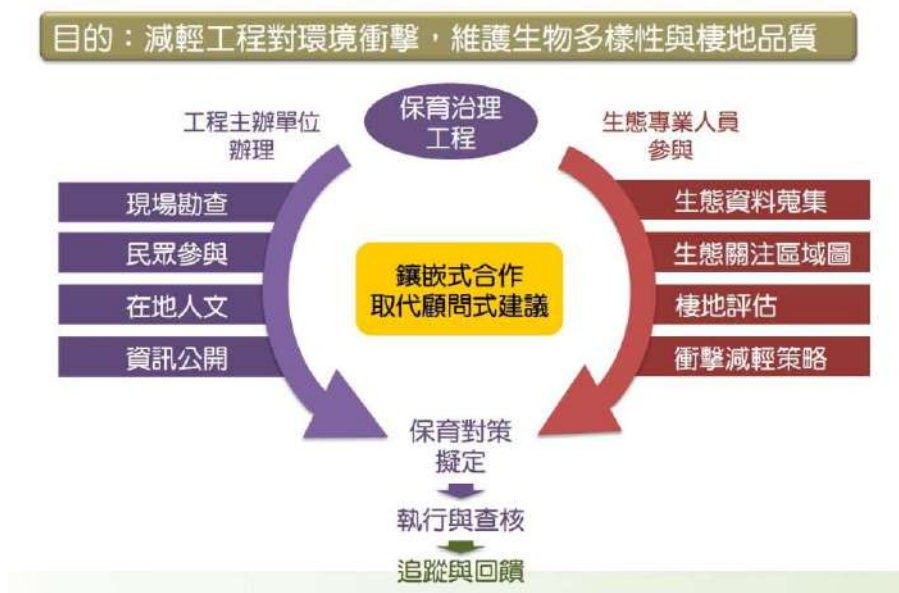 目的：減輕工程對環境衝擊，維護生物多樣性與棲地品質
保育治理
工程
工程主辦單位
辦理
現場勘查
民眾參與
在地人文
資訊公開
生態專業人員
參與
生態資料蒐集
生態關注區域圖
棲地評估
衝擊減輕策略
鑲嵌式合作
取代顧問式建議
保育對策
擬定
執行與查核
追蹤與回饋